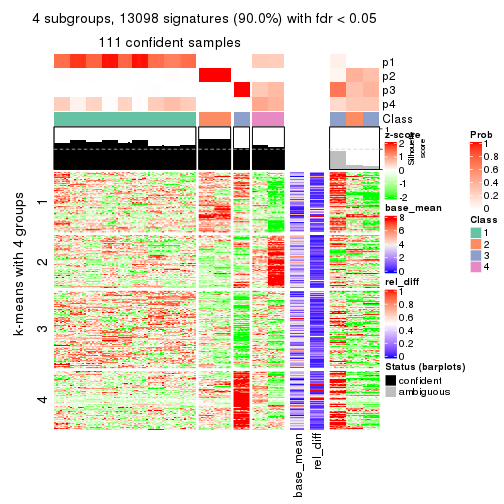 4 subgroups, 13098 signatures (90.0%) with fdr < 0.05
111 confident samples
p1
p2
p3
p4
Class
1
Silhouette
score
k-means with 4 groups
1
2
3
4
base_mean
rel_diff
z-score
2
1
0
-1
-2
base_mean
8
6
4
2
0
rel_diff
1
0.8
0.6
0.4
0.2
0
Status (barplots)
confident
ambiguous
Prob
1
0.8
0.6
0.4
0.2
0
Class
1
2
3
4